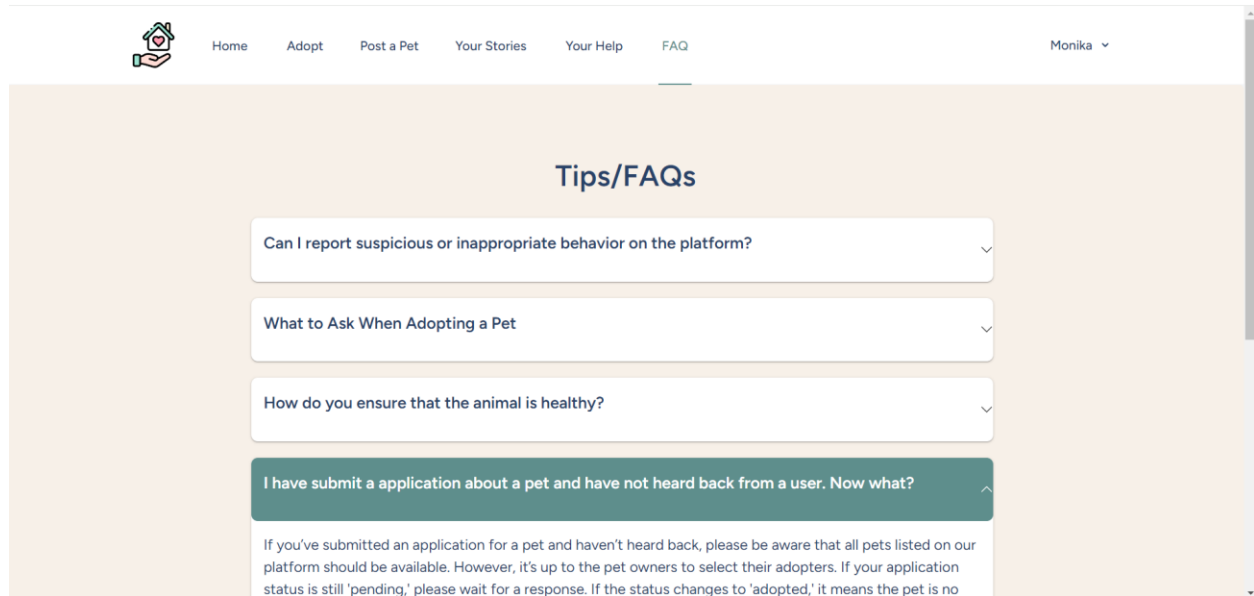 Home Adopt Post a Pet Your Stories Your Help FAQ Monika
Tips/FAQs
Can I report suspicious or inappropriate behavior on the platform?
What to Ask When Adopting a Pet
How do you ensure that the animal is healthy?
I have submit a application about a pet and have not heard back from a user. Now what?
If you’ve submitted an application for a pet and haven’t heard back, please be aware that all pets listed on our
platform should be available. However, it’s up to the pet owners to select their adopters. If your application
status is still 'pending,' please wait for a response. If the status changes to 'adopted,' it means the pet is no